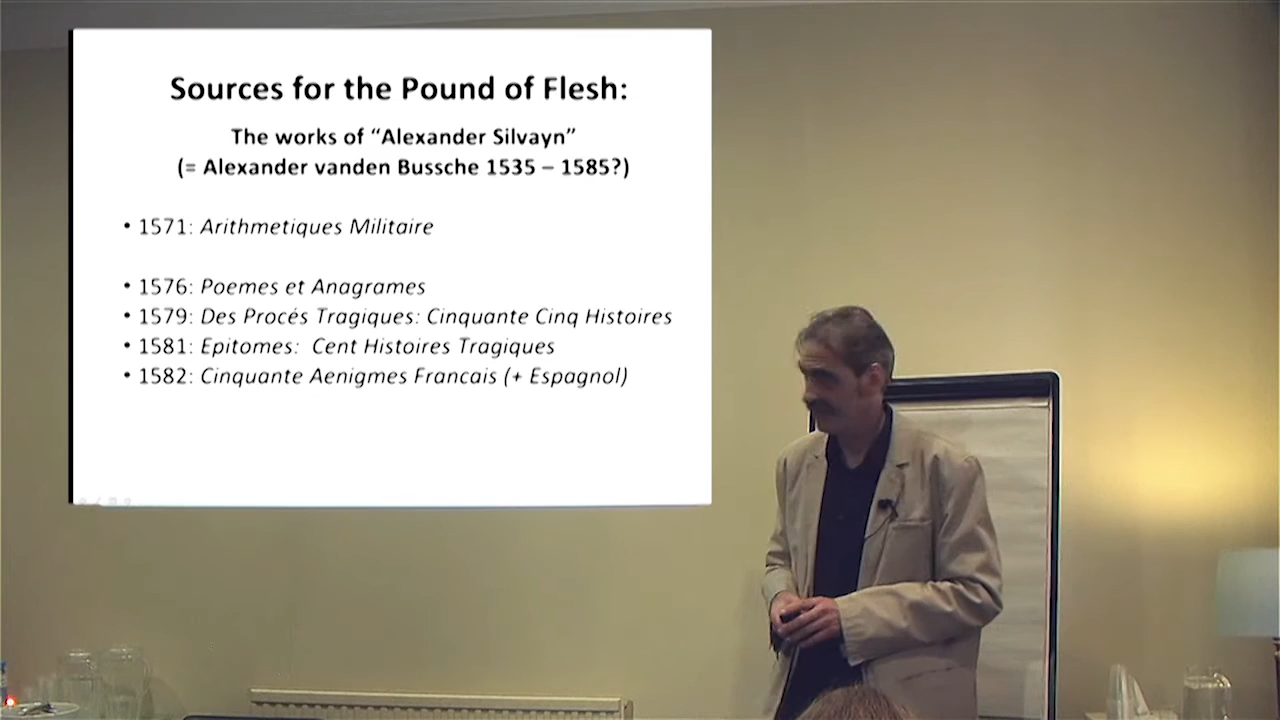 Sources for the Pound of Flesh:
The works of “Alexander Silvayn”
(= Alexander vanden Bussche 1535 – 1585?)
• 1571: Arithmetiques Militaire
• 1576: Poemes et Anagrames
• 1579: Des Procés Tragiques: Cinquante Cinq Histoires
• 1581: Epitomes: Cent Histoires Tragiques
• 1582: Cinquante Aenigmes Francais (+ Espagnol)